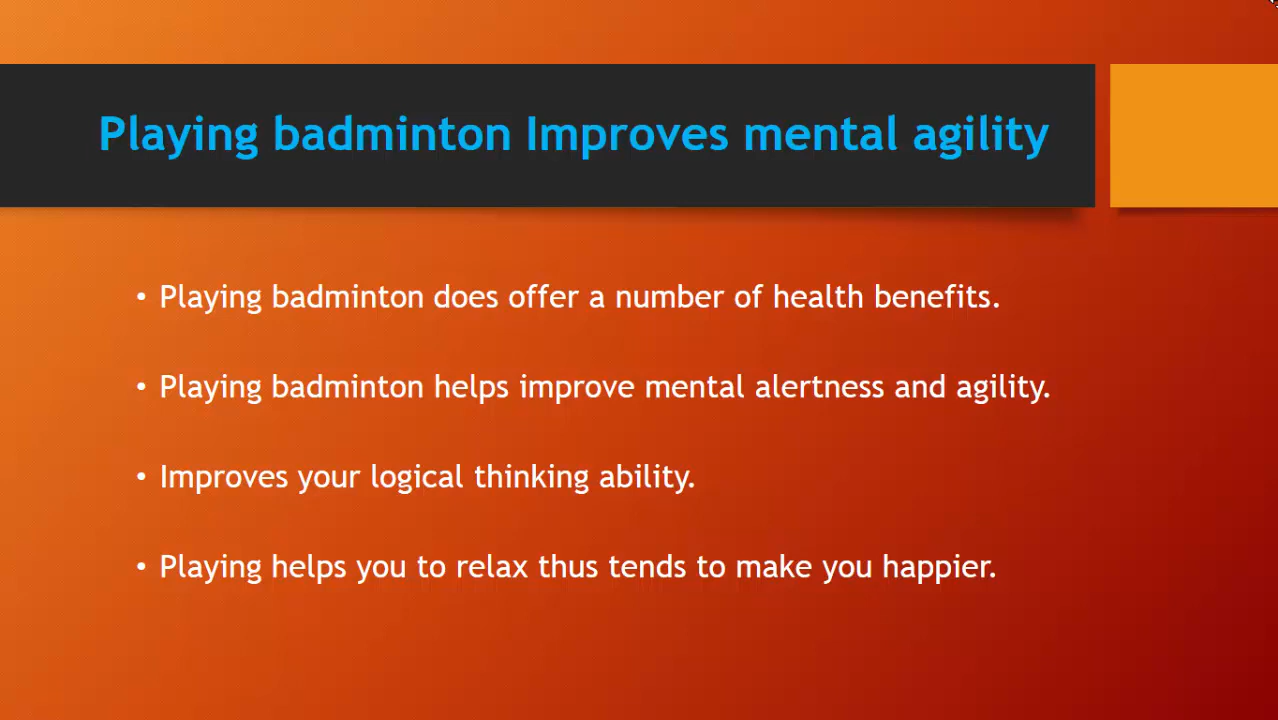 Playing badminton Improves mental agility
• Playing badminton does offer a number of health benefits.
• Playing badminton helps improve mental alertness and agility.
• Improves your logical thinking ability.
• Playing helps you to relax thus tends to make you happier.